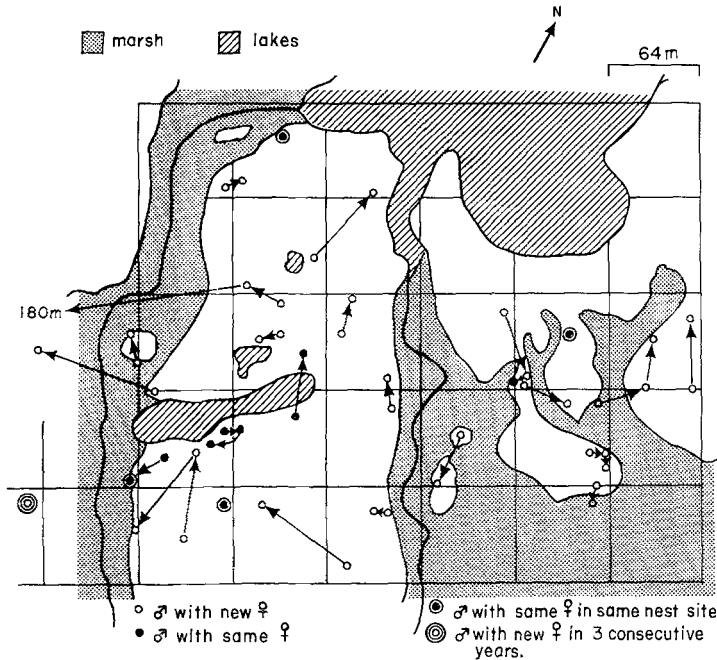 N
marsh
lakes
64m
180m
♂ with new ♀
♂ with same ♀
♂ with same ♀ in same nest site
♂ with new ♀ in 3 consecutive
years.